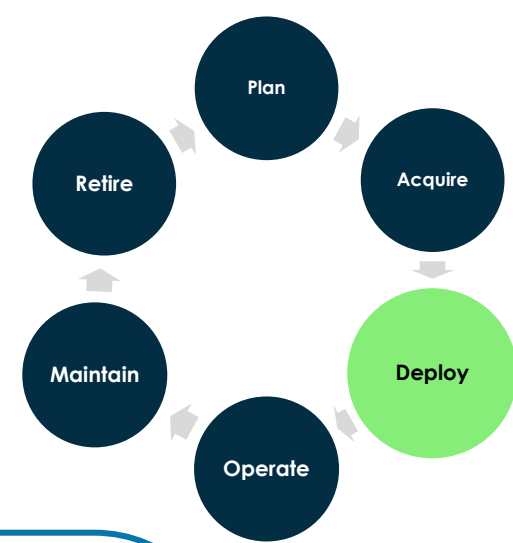 Plan
Acquire
Deploy
Operate
Maintain
Retire